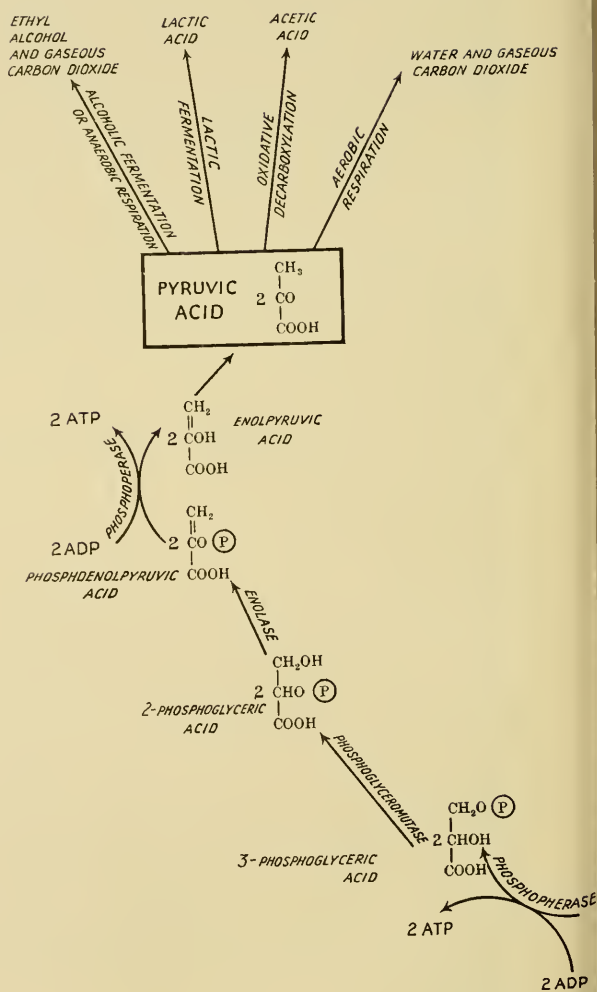 ETHYL
ALCOHOL
AND GASEOUS
CARBON DIOXIDE
LACTIC
ACID
ACETIC
ACID
WATER AND GASEOUS
CARBON DIOXIDE
ALCOHOLIC FERMENTATION
OR ANAEROBIC RESPIRATION
LACTIC
FERMENTATION
OXIDATIVE
DECARBOXYLATION
AEROBIC
RESPIRATION
PYRUVIC
ACID
CH₃
2 CO
COOH
2 ATP
PHOSPHOPERASE
2 ADP
CH₂
2 COH
COOH
ENOLPYRUVIC
ACID
CH₂
2 CO P
COOH
PHOSPHDENOLPYRUVIC
ACID
ENOLASE
CH₂OH
2 CHO P
COOH
2-PHOSPHOGLYCERIC
ACID
PHOSPHOGLYCEROMUTASE
CH₂O P
2 CHOH
COOH
3-PHOSPHOGLYCERIC
ACID
PHOSPHOPHERASE
2 ATP
2 ADP